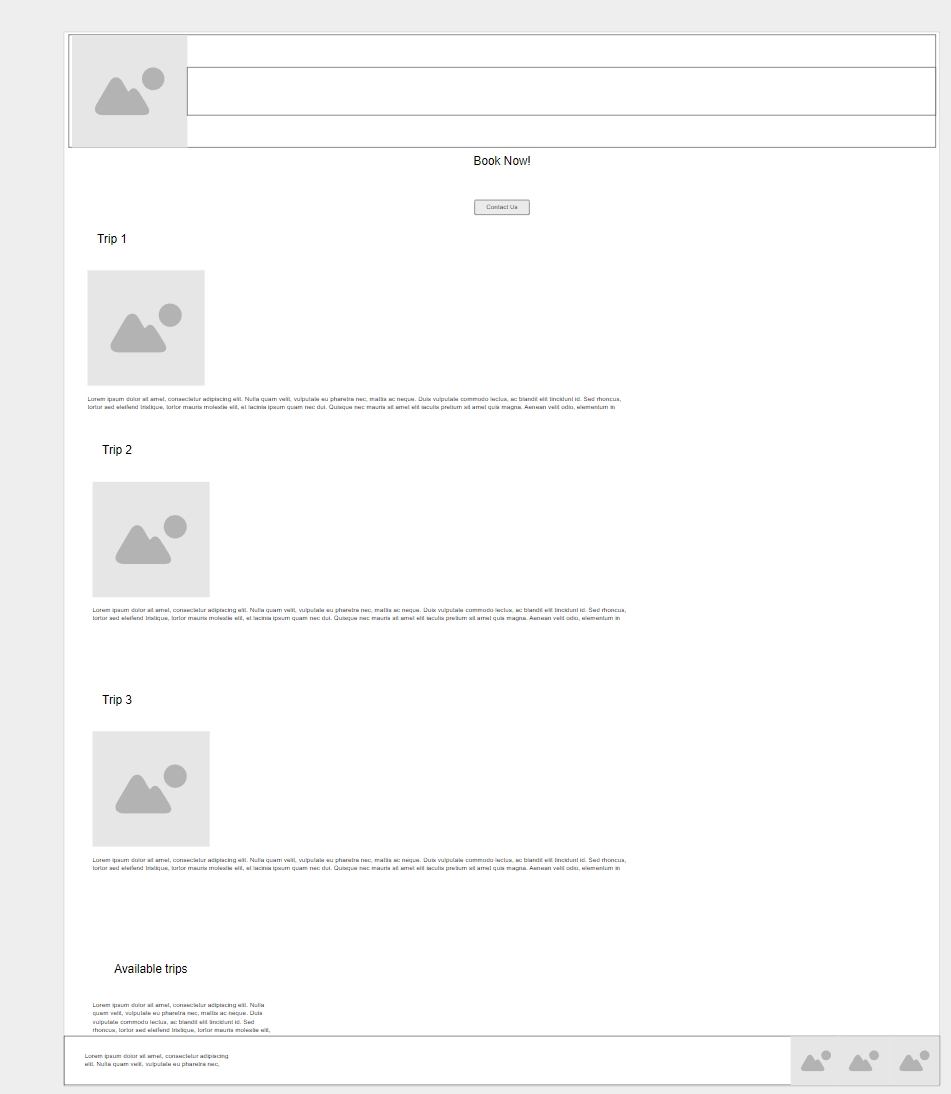 Book Now!
Contact Us
Trip 1
Lorem ipsum dolor sit amet, consectetur adipiscing elit. Nulla quam velit, vulputate eu pharetra nec, mattis ac neque. Duis vulputate commodo lectus, ac blandit elit tincidunt id. Sed rhoncus,
tortor sed eleifend tristique, tortor mauris molestie elit, et lacinia ipsum quam nec dui. Quisque nec mauris sit amet elit iaculis pretium sit amet quis magna. Aenean velit odio, elementum in
Trip 2
Lorem ipsum dolor sit amet, consectetur adipiscing elit. Nulla quam velit, vulputate eu pharetra nec, mattis ac neque. Duis vulputate commodo lectus, ac blandit elit tincidunt id. Sed rhoncus,
tortor sed eleifend tristique, tortor mauris molestie elit, et lacinia ipsum quam nec dui. Quisque nec mauris sit amet elit iaculis pretium sit amet quis magna. Aenean velit odio, elementum in
Trip 3
Lorem ipsum dolor sit amet, consectetur adipiscing elit. Nulla quam velit, vulputate eu pharetra nec, mattis ac neque. Duis vulputate commodo lectus, ac blandit elit tincidunt id. Sed rhoncus,
tortor sed eleifend tristique, tortor mauris molestie elit, et lacinia ipsum quam nec dui. Quisque nec mauris sit amet elit iaculis pretium sit amet quis magna. Aenean velit odio, elementum in
Available trips
Lorem ipsum dolor sit amet, consectetur adipiscing elit. Nulla
quam velit, vulputate eu pharetra nec, mattis ac neque. Duis
vulputate commodo lectus, ac blandit elit tincidunt id. Sed
rhoncus, tortor sed eleifend tristique, tortor mauris molestie elit,
Lorem ipsum dolor sit amet, consectetur adipiscing
elit. Nulla quam velit, vulputate eu pharetra nec,